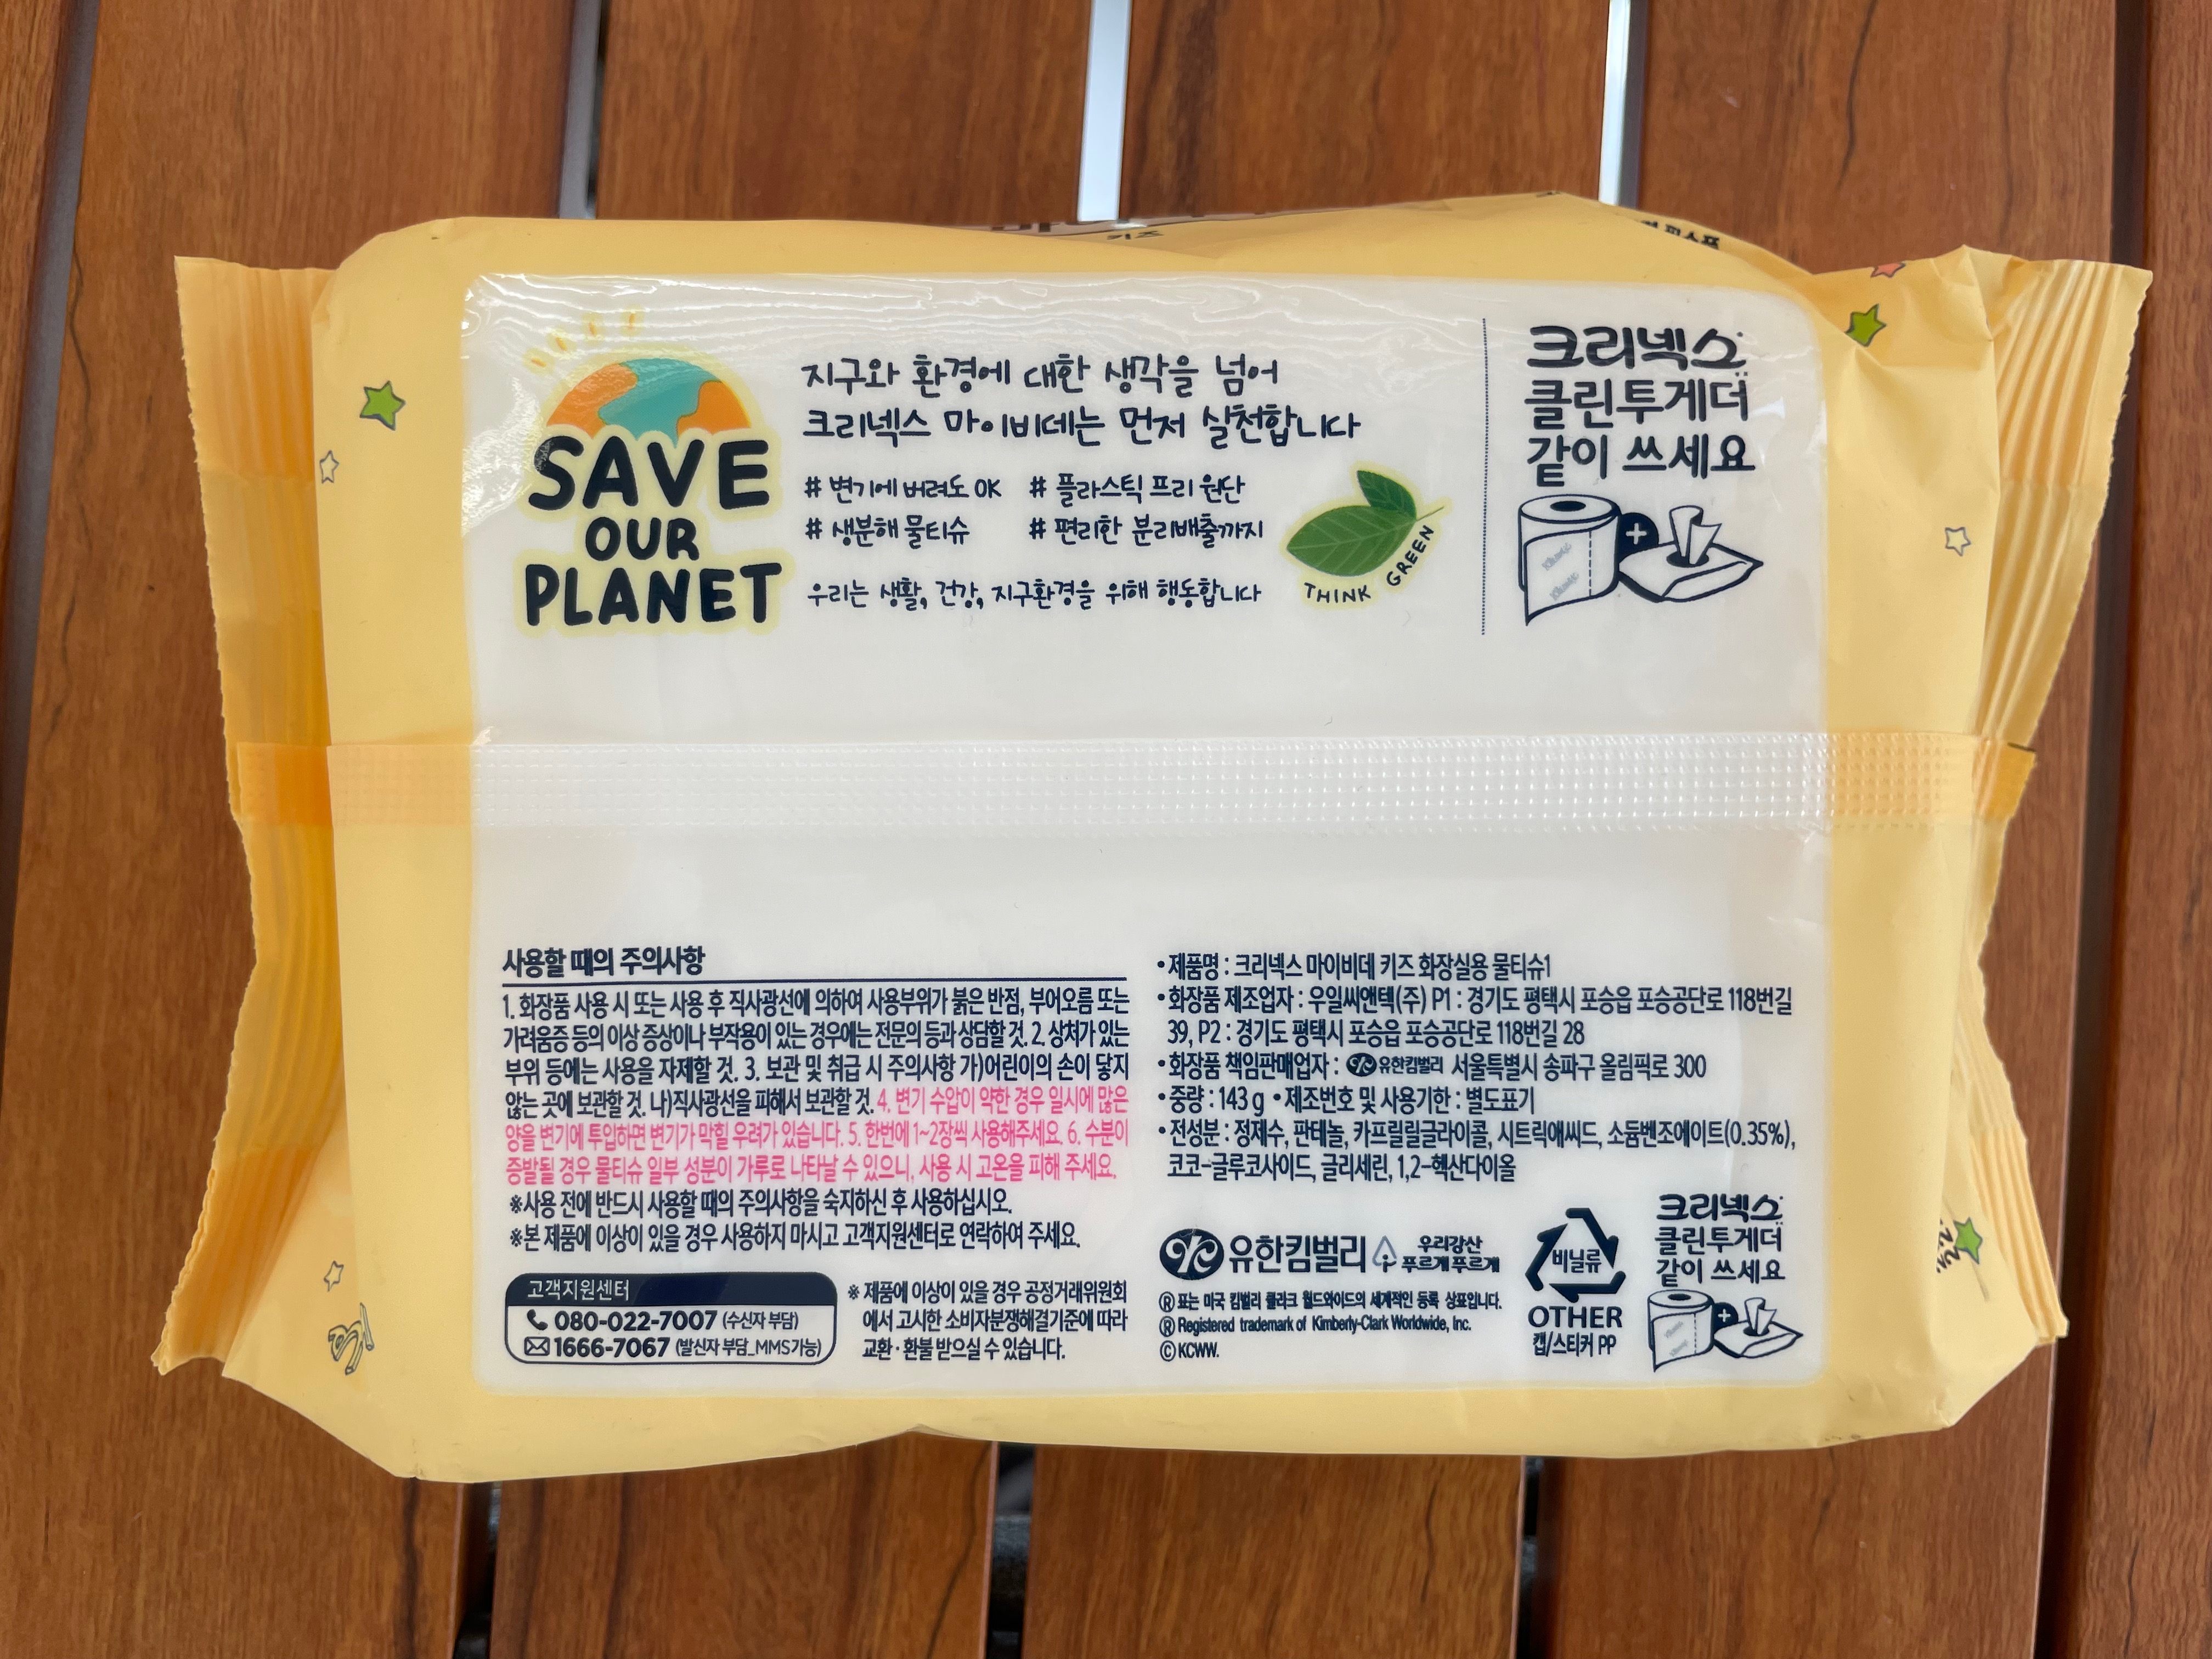 키즈
SAVE
OUR
PLANET
지구와 환경에 대한 생각을 넘어
크리넥스 마이비데는 먼저 실천합니다
# 변기에 버려도 OK # 플라스틱 프리 원단
# 생분해 물티슈 # 편리한 분리배출까지
우리는 생활, 건강, 지구환경을 위해 행동합니다
THINK GREEN
크리넥스
클린투게더
같이 쓰세요
+
사용할 때의 주의사항
1. 화장품 사용 시 또는 사용 후 직사광선에 의하여 사용부위가 붉은 반점, 부어오름 또는
가려움증 등의 이상 증상이나 부작용이 있는 경우에는 전문의 등과 상담할 것. 2. 상처가 있는
부위 등에는 사용을 자제할 것. 3. 보관 및 취급 시 주의사항 가)어린이의 손이 닿지
않는 곳에 보관할 것. 나)직사광선을 피해서 보관할 것. 4. 변기 수압이 약한 경우 일시에 많은
양을 변기에 투입하면 변기가 막힐 우려가 있습니다. 5. 한번에 1~2장씩 사용해주세요. 6. 수분이
증발될 경우 물티슈 일부 성분이 가루로 나타날 수 있으니, 사용 시 고온을 피해 주세요.
※사용 전에 반드시 사용할 때의 주의사항을 숙지하신 후 사용하십시오.
※본 제품에 이상이 있을 경우 사용하지 마시고 고객지원센터로 연락하여 주세요.
고객지원센터
080-022-7007 (수신자 부담)
1666-7067 (발신자 부담_MMS가능)
※ 제품에 이상이 있을 경우 공정거래위원회
에서 고시한 소비자분쟁해결기준에 따라
교환·환불 받으실 수 있습니다.
•제품명 : 크리넥스 마이비데 키즈 화장실용 물티슈1
•화장품 제조업자 : 우일씨앤텍(주) P1 : 경기도 평택시 포승읍 포승공단로 118번길
39, P2 : 경기도 평택시 포승읍 포승공단로 118번길 28
•화장품 책임판매업자 : 유한킴벌리 서울특별시 송파구 올림픽로 300
•중량 : 143 g •제조번호 및 사용기한 : 별도표기
•전성분 : 정제수, 판테놀, 카프릴릴글라이콜, 시트릭애씨드, 소듐벤조에이트(0.35%),
코코-글루코사이드, 글리세린, 1,2-헥산다이올
유한킴벌리
우리강산
푸르게 푸르게
® 표는 미국 킴벌리 클라크 월드와이드의 세계적인 등록 상표입니다.
® Registered trademark of Kimberly-Clark Worldwide, Inc.
© KCWW.
비닐류
OTHER
캡/스티커 PP
크리넥스
클린투게더
같이 쓰세요
+